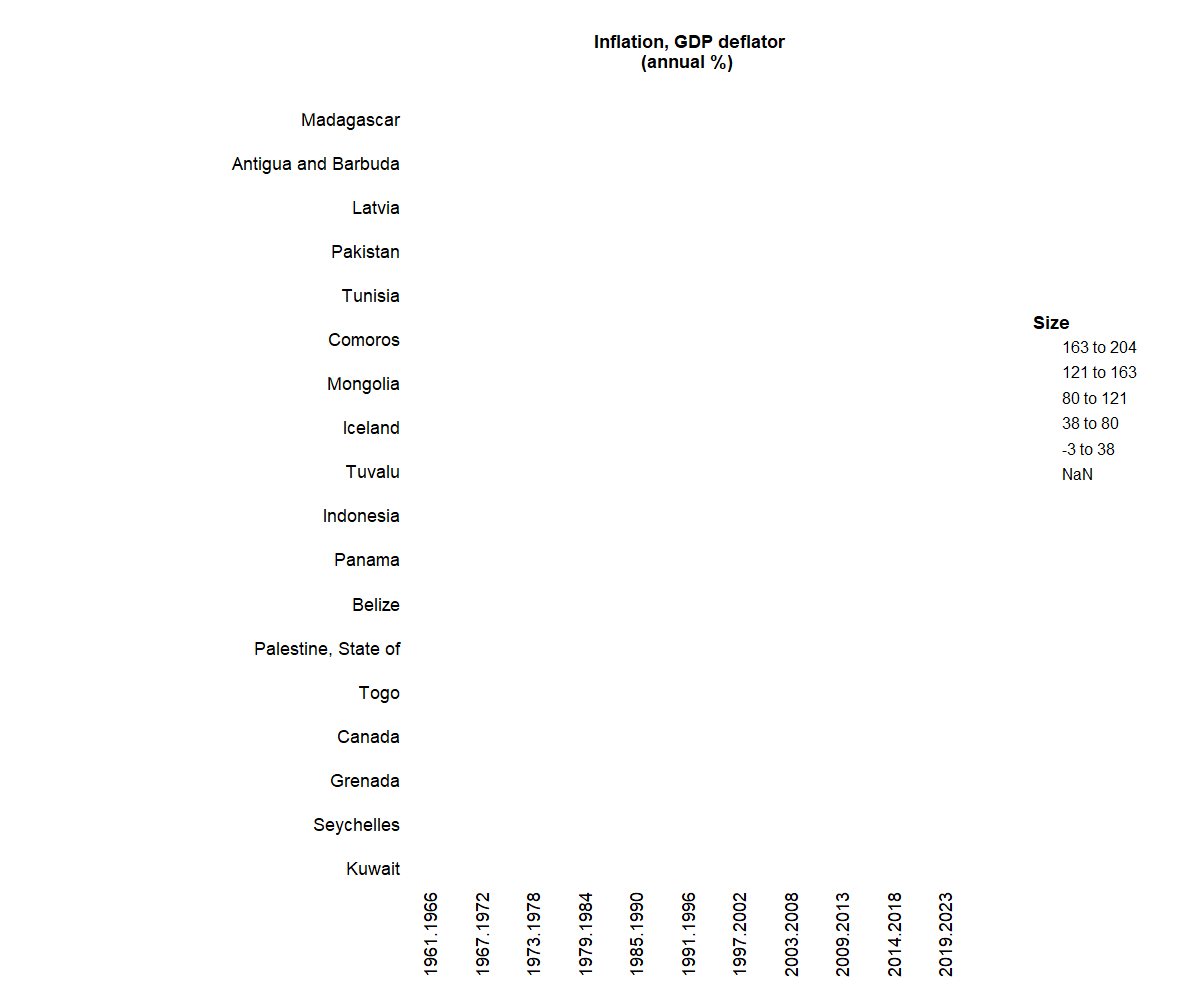 Inflation, GDP deflator
(annual %)
Madagascar
Antigua and Barbuda
Latvia
Pakistan
Tunisia
Comoros
Mongolia
Iceland
Tuvalu
Indonesia
Panama
Belize
Palestine, State of
Togo
Canada
Grenada
Seychelles
Kuwait
1961.1966
1967.1972
1973.1978
1979.1984
1985.1990
1991.1996
1997.2002
2003.2008
2009.2013
2014.2018
2019.2023
Size
163 to 204
121 to 163
80 to 121
38 to 80
-3 to 38
NaN